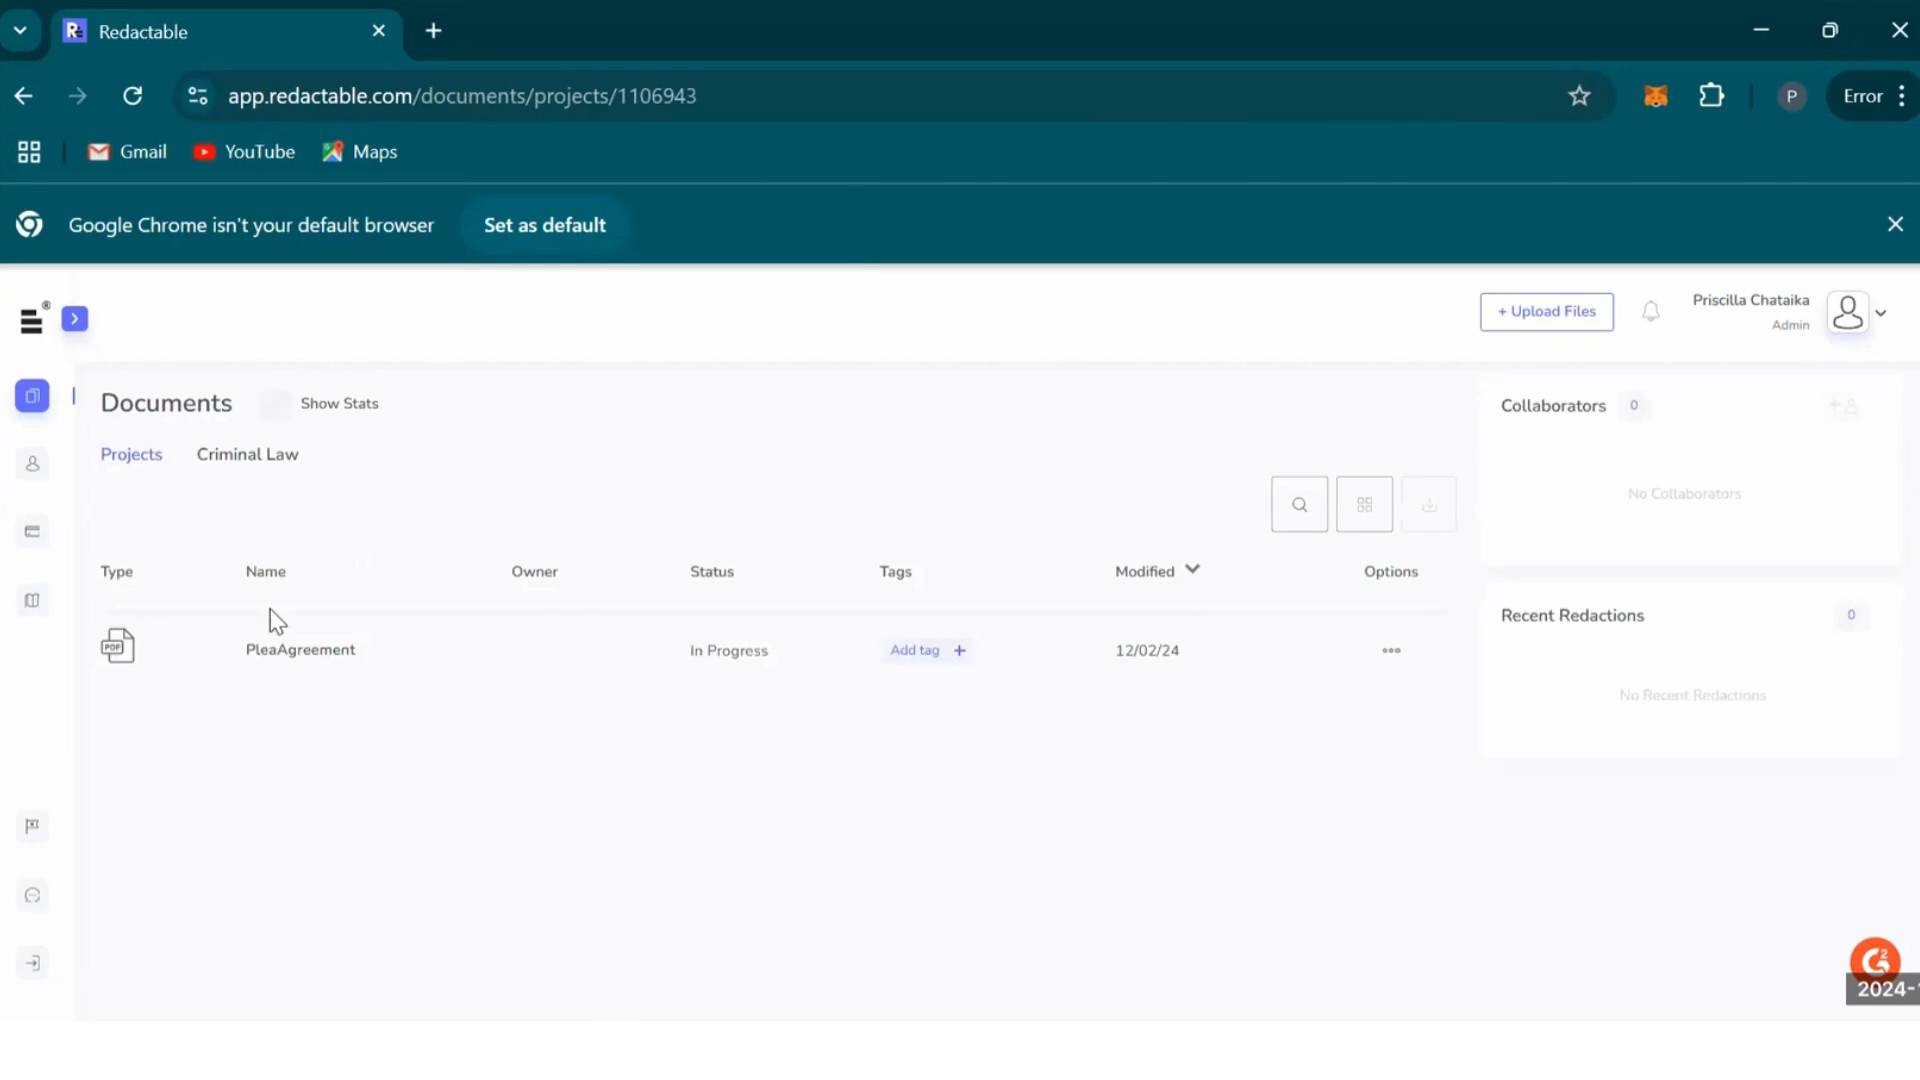 Redactable
app.redactable.com/documents/projects/1106943
P
Error
Gmail
YouTube
Maps
Google Chrome isn't your default browser
Set as default
+ Upload Files
Priscilla Chataika
Admin
Documents
Show Stats
Collaborators 0
Projects
Criminal Law
No Collaborators
Type
Name
Owner
Status
Tags
Modified
Options
Recent Redactions 0
PDF
PleaAgreement
In Progress
Add tag +
12/02/24
No Recent Redactions
2024-